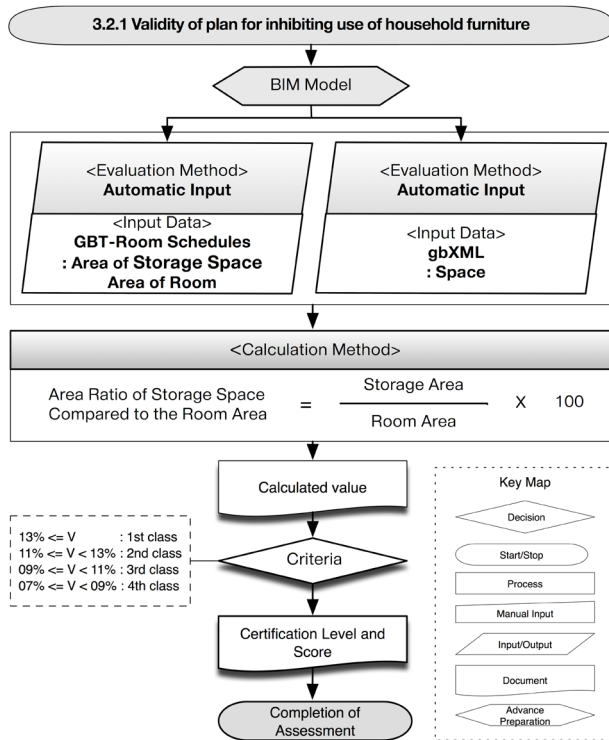 3.2.1 Validity of plan for inhibiting use of household furniture
BIM Model
<Evaluation Method>
Automatic Input
<Input Data>
GBT-Room Schedules
: Area of Storage Space
Area of Room
<Evaluation Method>
Automatic Input
<Input Data>
gbXML
: Space
<Calculation Method>
Area Ratio of Storage Space
Compared to the Room Area
=
Storage Area
Room Area
X 100
Calculated value
13% <= V : 1st class
11% <= V < 13% : 2nd class
09% <= V < 11% : 3rd class
07% <= V < 09% : 4th class
Criteria
Certification Level and
Score
Completion of
Assessment
Key Map
Decision
Start/Stop
Process
Manual Input
Input/Output
Document
Advance
Preparation